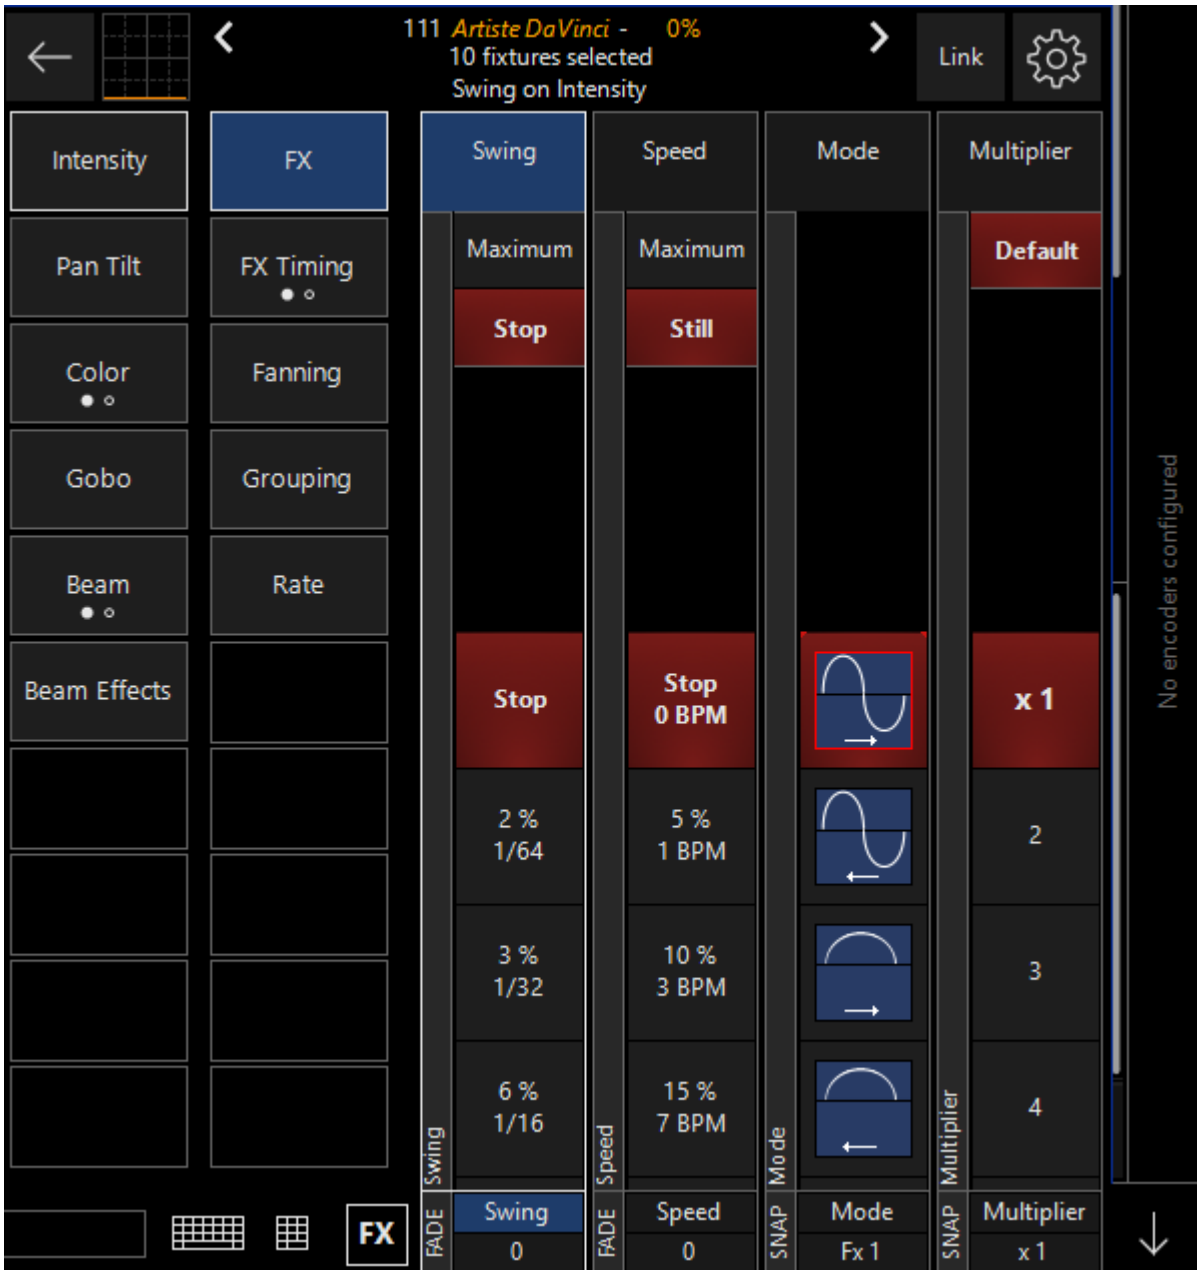 111 Artiste DaVinci - 0%
10 fixtures selected
Swing on Intensity
Link
Intensity
FX
Swing
Speed
Mode
Multiplier
Pan Tilt
FX Timing
Maximum
Maximum
Default
Stop
Still
Color
Fanning
Gobo
Grouping
Beam
Rate
Beam Effects
Stop
Stop
0 BPM
x 1
2 %
1/64
5 %
1 BPM
2
3 %
1/32
10 %
3 BPM
3
6 %
1/16
15 %
7 BPM
4
Swing
Speed
Mode
Multiplier
No encoders configured
FX
FADE
Swing
0
FADE
Speed
0
SNAP
Mode
Fx 1
SNAP
Multiplier
x 1